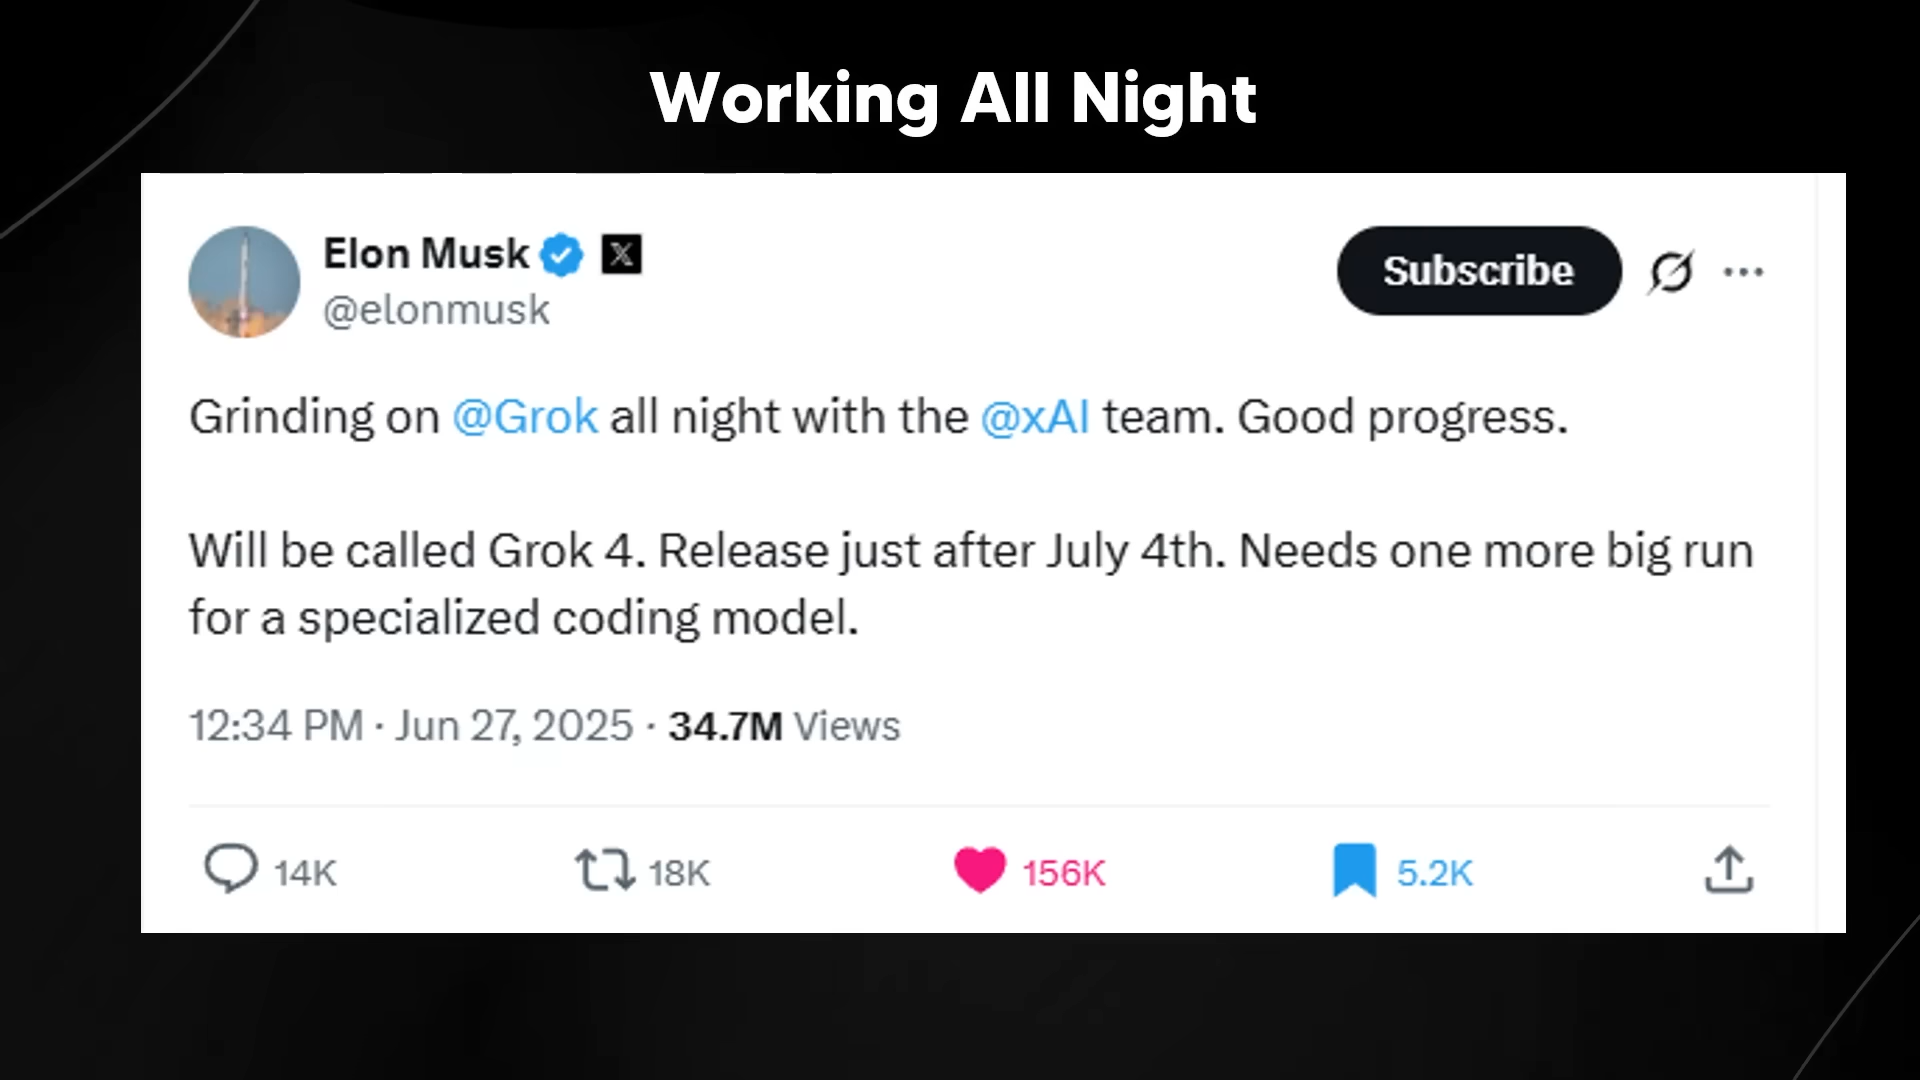 Working All Night
Elon Musk
@elonmusk
Subscribe
Grinding on @Grok all night with the @xAI team. Good progress.
Will be called Grok 4. Release just after July 4th. Needs one more big run
for a specialized coding model.
12:34 PM · Jun 27, 2025 · 34.7M Views
14K 18K 156K 5.2K